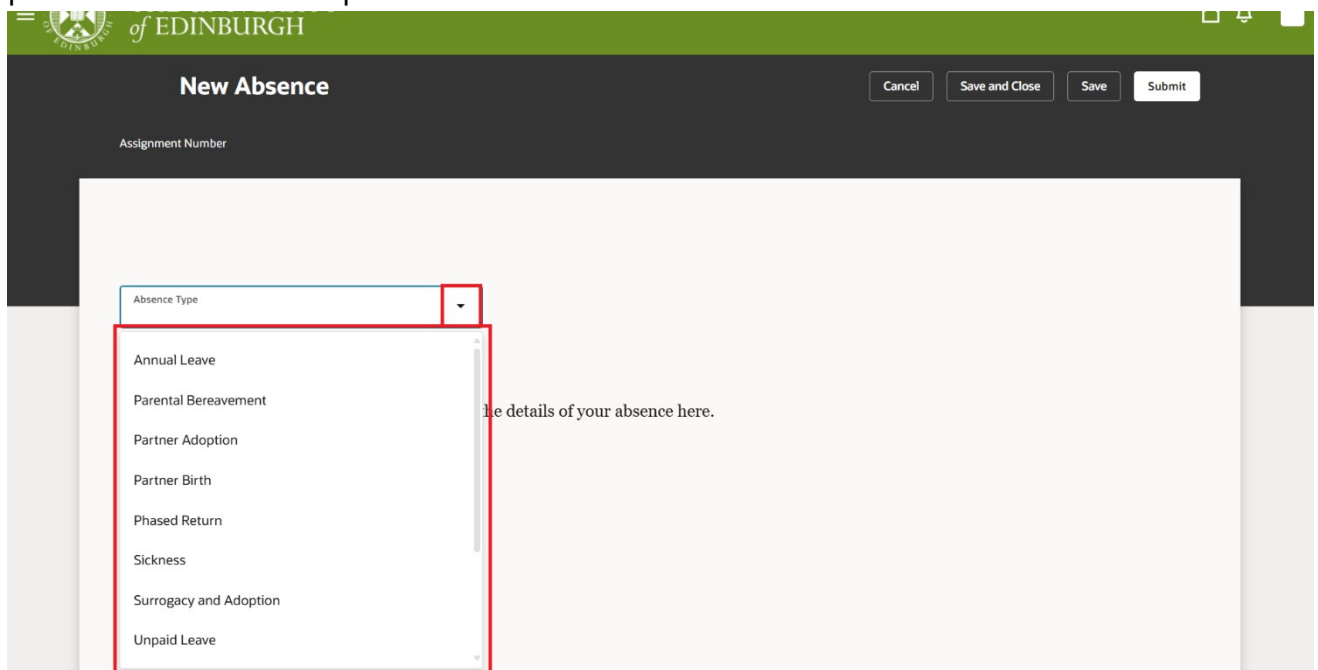 of EDINBURGH
New Absence
Cancel
Save and Close
Save
Submit
Assignment Number
Absence Type
Annual Leave
Parental Bereavement
he details of your absence here.
Partner Adoption
Partner Birth
Phased Return
Sickness
Surrogacy and Adoption
Unpaid Leave